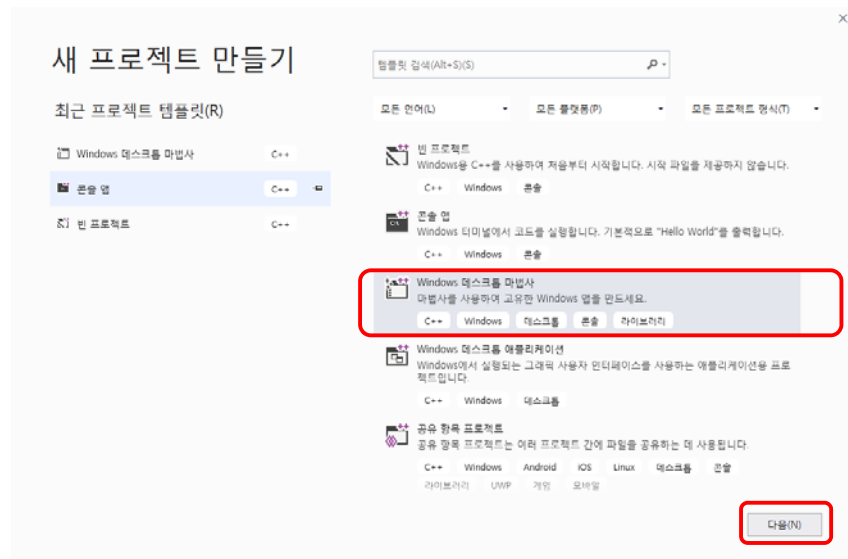 새 프로젝트 만들기
최근 프로젝트 템플릿(R)
Windows 데스크톱 마법사 C++
콘솔 앱 C++
빈 프로젝트 C++
템플릿 검색(Alt+S)(S)
모든 언어(L) 모든 플랫폼(P) 모든 프로젝트 형식(T)
빈 프로젝트
Windows용 C++를 사용하여 처음부터 시작합니다. 시작 파일을 제공하지 않습니다.
C++ Windows 콘솔
콘솔 앱
Windows 터미널에서 코드를 실행합니다. 기본적으로 "Hello World"를 출력합니다.
C++ Windows 콘솔
Windows 데스크톱 마법사
마법사를 사용하여 고유한 Windows 앱을 만드세요.
C++ Windows 데스크톱 콘솔 라이브러리
Windows 데스크톱 애플리케이션
Windows에서 실행되는 그래픽 사용자 인터페이스를 사용하는 애플리케이션용 프로
젝트입니다.
C++ Windows 데스크톱
공유 항목 프로젝트
공유 항목 프로젝트는 여러 프로젝트 간에 파일을 공유하는 데 사용됩니다.
C++ Windows Android iOS Linux 데스크톱 콘솔
라이브러리 UWP 게임 모바일
다음(N)